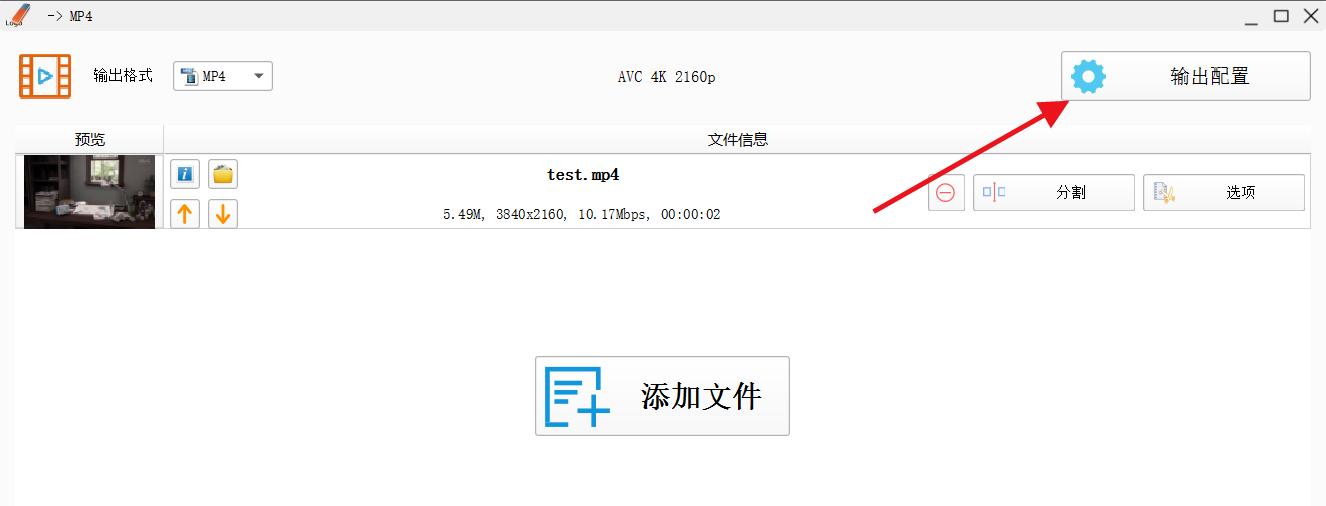 Logo -> MP4
输出格式 MP4 AVC 4K 2160p 输出配置
预览 文件信息
test.mp4
5.49M, 3840x2160, 10.17Mbps, 00:00:02
分割 选项
添加文件